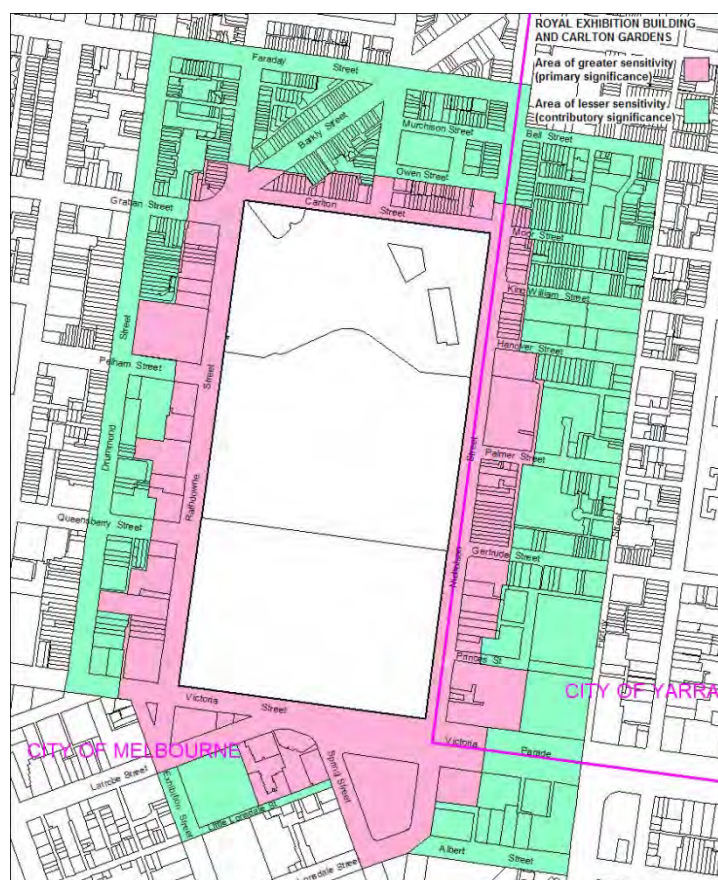 ROYAL EXHIBITION BUILDING
AND CARLTON GARDENS
Area of greater sensitivity
(primary significance)
Area of lesser sensitivity
(contributory significance)
Faraday Street
Barkly Street
Murchison Street
Bell Street
Owen Street
Grattan Street
Carlton Street
Moor Street
King William Street
Hanover Street
Street
Pelham Street
Street
Street
Palmer Street
Drummond
Rathdowne
Queensberry Street
Gertrude Street
Nicholson
Princes St
CITY OF YARRA
Victoria Street
CITY OF MELBOURNE
Victoria Parade
Latrobe Street
Exhibition Street
Spring Street
Little Lonsdale St
Lonsdale Street
Albert Street